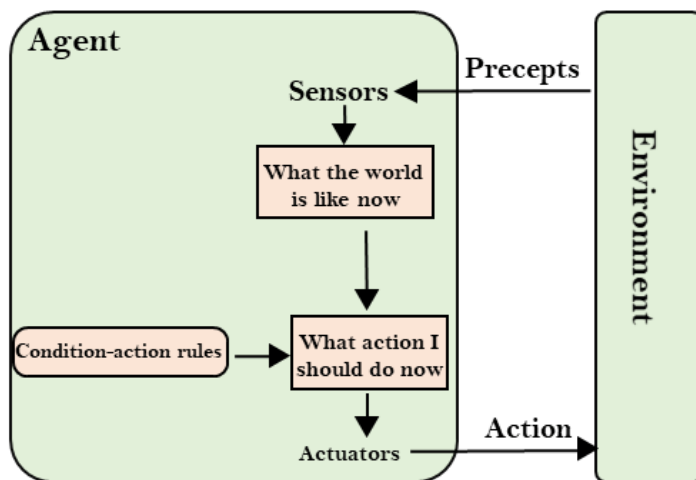 Agent
Precepts
Sensors
What the world
is like now
Environment
Condition-action rules
What action I
should do now
Action
Actuators